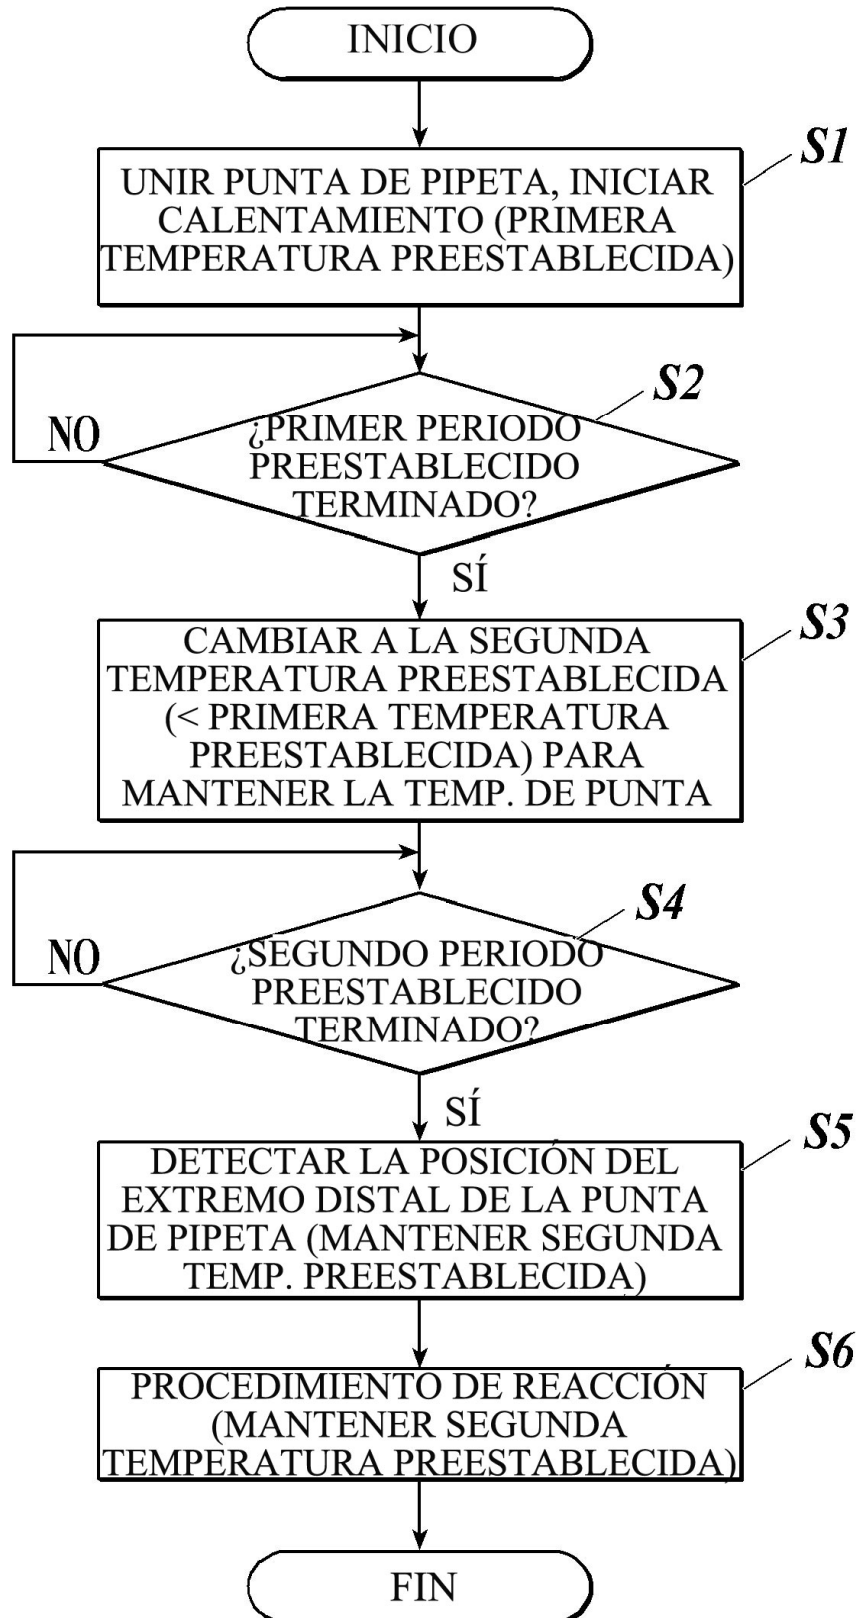 INICIO
S1
UNIR PUNTA DE PIPETA, INICIAR
CALENTAMIENTO (PRIMERA
TEMPERATURA PREESTABLECIDA)
S2
NO
¿PRIMER PERIODO
PREESTABLECIDO
TERMINADO?
SÍ
S3
CAMBIAR A LA SEGUNDA
TEMPERATURA PREESTABLECIDA
(< PRIMERA TEMPERATURA
PREESTABLECIDA) PARA
MANTENER LA TEMP. DE PUNTA
S4
NO
¿SEGUNDO PERIODO
PREESTABLECIDO
TERMINADO?
SÍ
S5
DETECTAR LA POSICIÓN DEL
EXTREMO DISTAL DE LA PUNTA
DE PIPETA (MANTENER SEGUNDA
TEMP. PREESTABLECIDA)
S6
PROCEDIMIENTO DE REACCIÓN
(MANTENER SEGUNDA
TEMPERATURA PREESTABLECIDA)
FIN